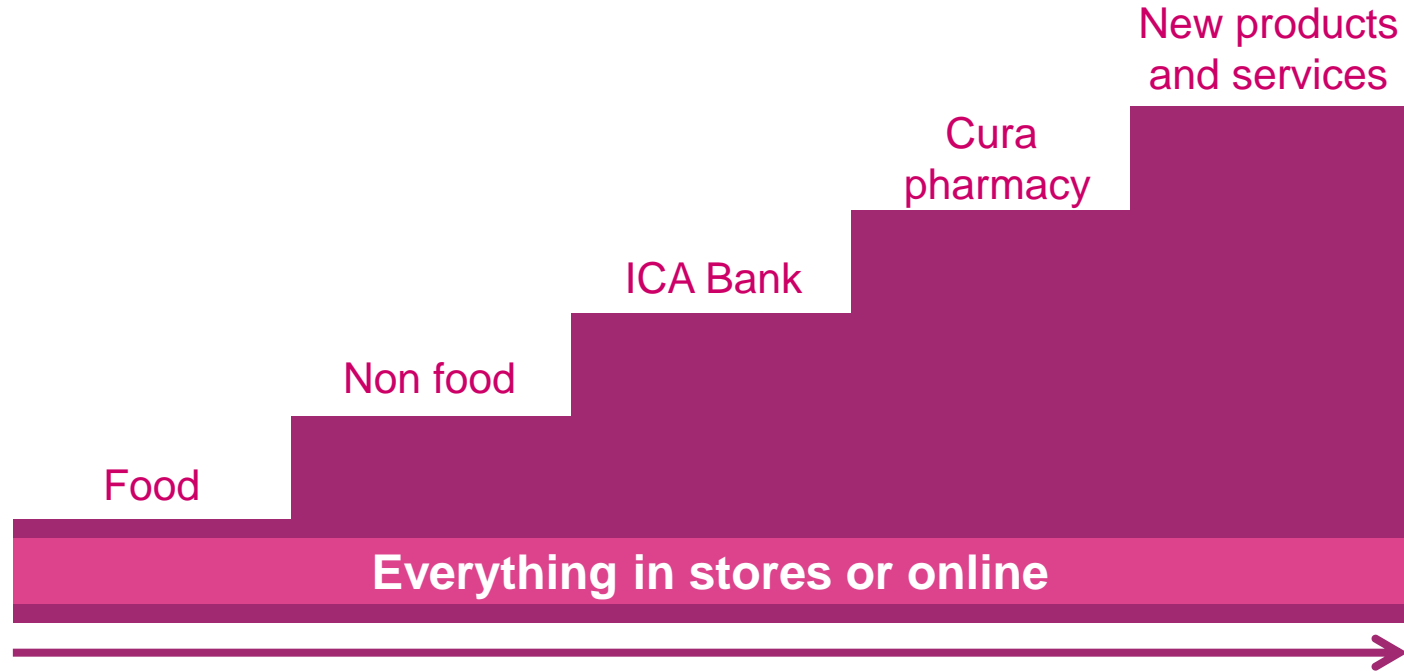 New products
and services
Cura
pharmacy
ICA Bank
Non food
Food
Everything in stores or online